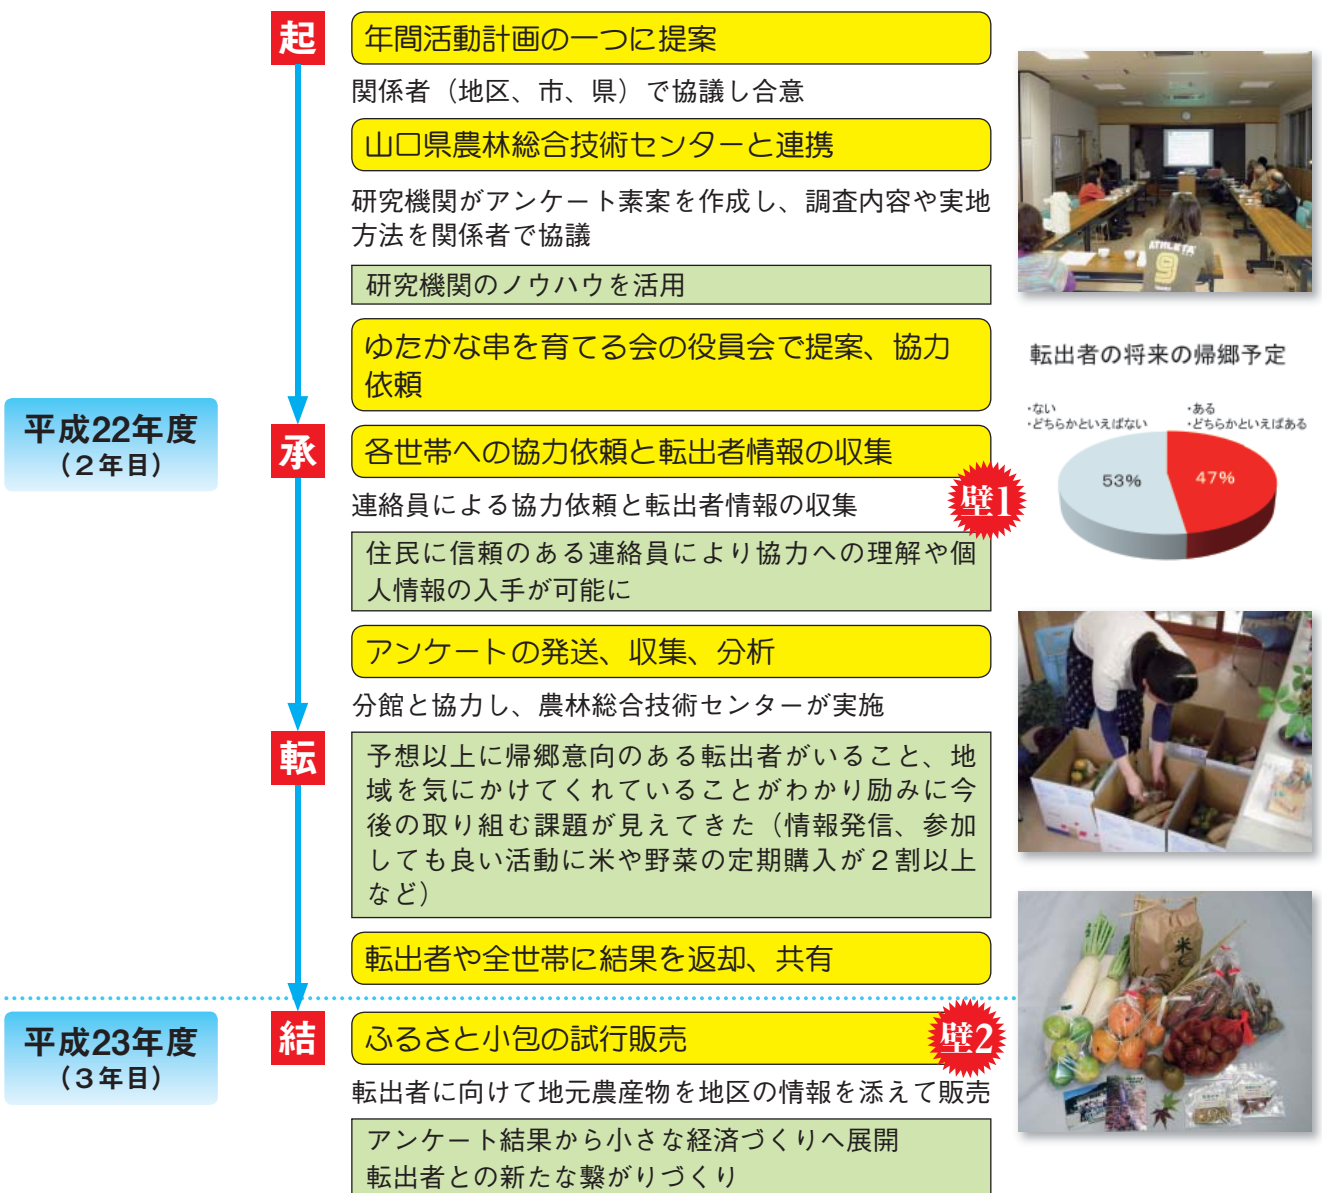 起
年間活動計画の一つに提案
関係者（地区、市、県）で協議し合意
山口県農林総合技術センターと連携
研究機関がアンケート素案を作成し、調査内容や実地
方法を関係者で協議
研究機関のノウハウを活用
ATHLETA
9
ゆたかな串を育てる会の役員会で提案、協力
依頼
転出者の将来の帰郷予定
・ない
・どちらかといえばない
・ある
・どちらかといえばある
53%
47%
平成22年度
（２年目）
承
各世帯への協力依頼と転出者情報の収集
壁1
連絡員による協力依頼と転出者情報の収集
住民に信頼のある連絡員により協力への理解や個
人情報の入手が可能に
アンケートの発送、収集、分析
分館と協力し、農林総合技術センターが実施
転
予想以上に帰郷意向のある転出者がいること、地
域を気にかけてくれていることがわかり励みに今
後の取り組む課題が見えてきた（情報発信、参加
しても良い活動に米や野菜の定期購入が２割以上
など）
転出者や全世帯に結果を返却、共有
平成23年度
（３年目）
結
ふるさと小包の試行販売
壁2
転出者に向けて地元農産物を地区の情報を添えて販売
アンケート結果から小さな経済づくりへ展開
転出者との新たな繋がりづくり
米